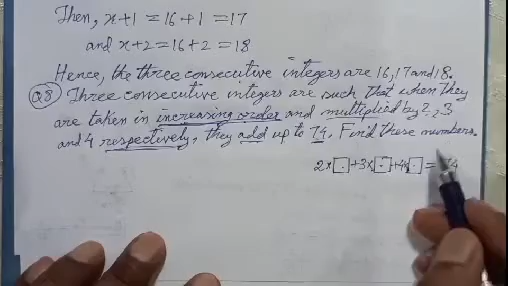 Then, x+1 = 16+1 = 17
and x+2 = 16+2 = 18
Hence, the three consecutive integers are 16, 17 and 18.
Q8) Three consecutive integers are such that when they
are taken in increasing order and multiplied by 2, 3
and 4 respectively, they add up to 74. Find these numbers.
2×□+3×□+4×□ = 74